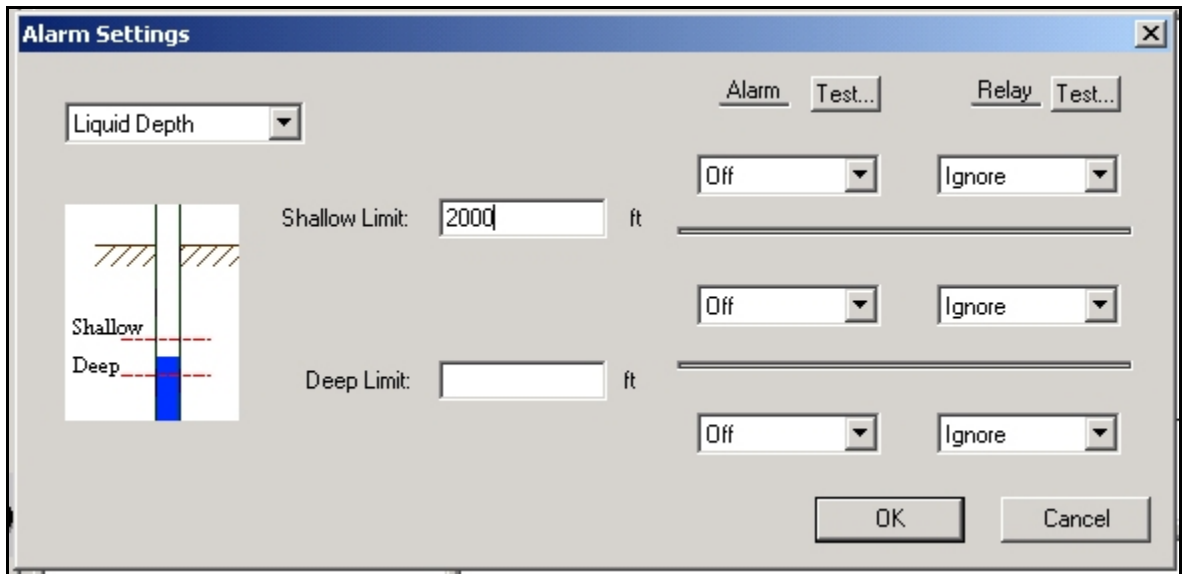 Alarm Settings
Alarm Test... Relay Test...
Liquid Depth
Off Ignore
Shallow Limit: 2000 ft
Off Ignore
Shallow
Deep
Deep Limit: ft
Off Ignore
OK Cancel